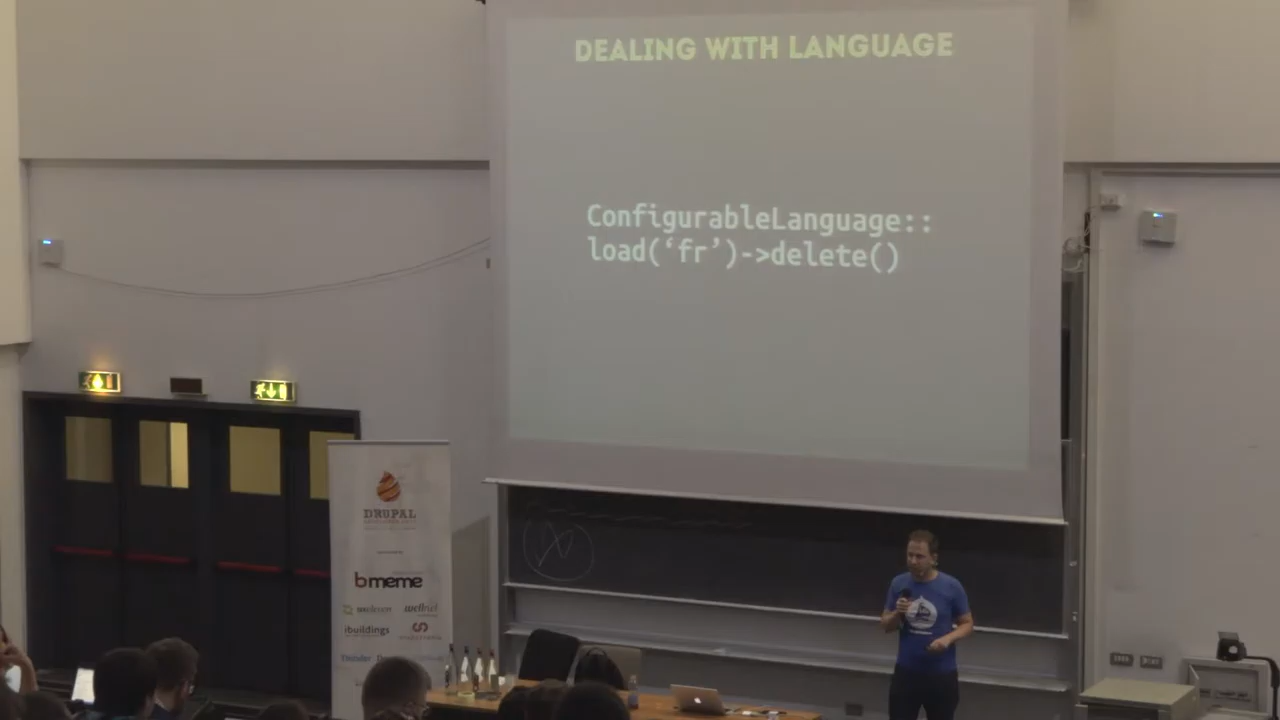 DEALING WITH LANGUAGE
ConfigurableLanguage::
load(‘fr’)->delete()
DRUPAL
bmeme
wellnet
ibuildings